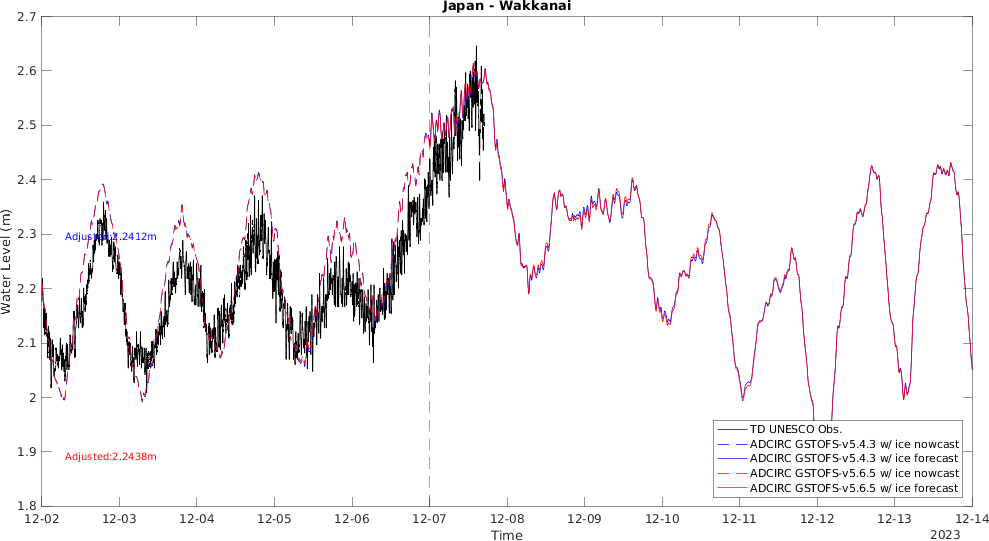 Japan - Wakkanai
2.7
2.6
2.5
2.4
2.3
2.2
2.1
2
1.9
1.8
Water Level (m)
Adjusted:2.2412m
Adjusted:2.2438m
TD UNESCO Obs.
ADCIRC GSTOFS-v5.4.3 w/ ice nowcast
ADCIRC GSTOFS-v5.4.3 w/ ice forecast
ADCIRC GSTOFS-v5.6.5 w/ ice nowcast
ADCIRC GSTOFS-v5.6.5 w/ ice forecast
12-02 12-03 12-04 12-05 12-06 12-07 12-08 12-09 12-10 12-11 12-12 12-13 12-14
Time
2023